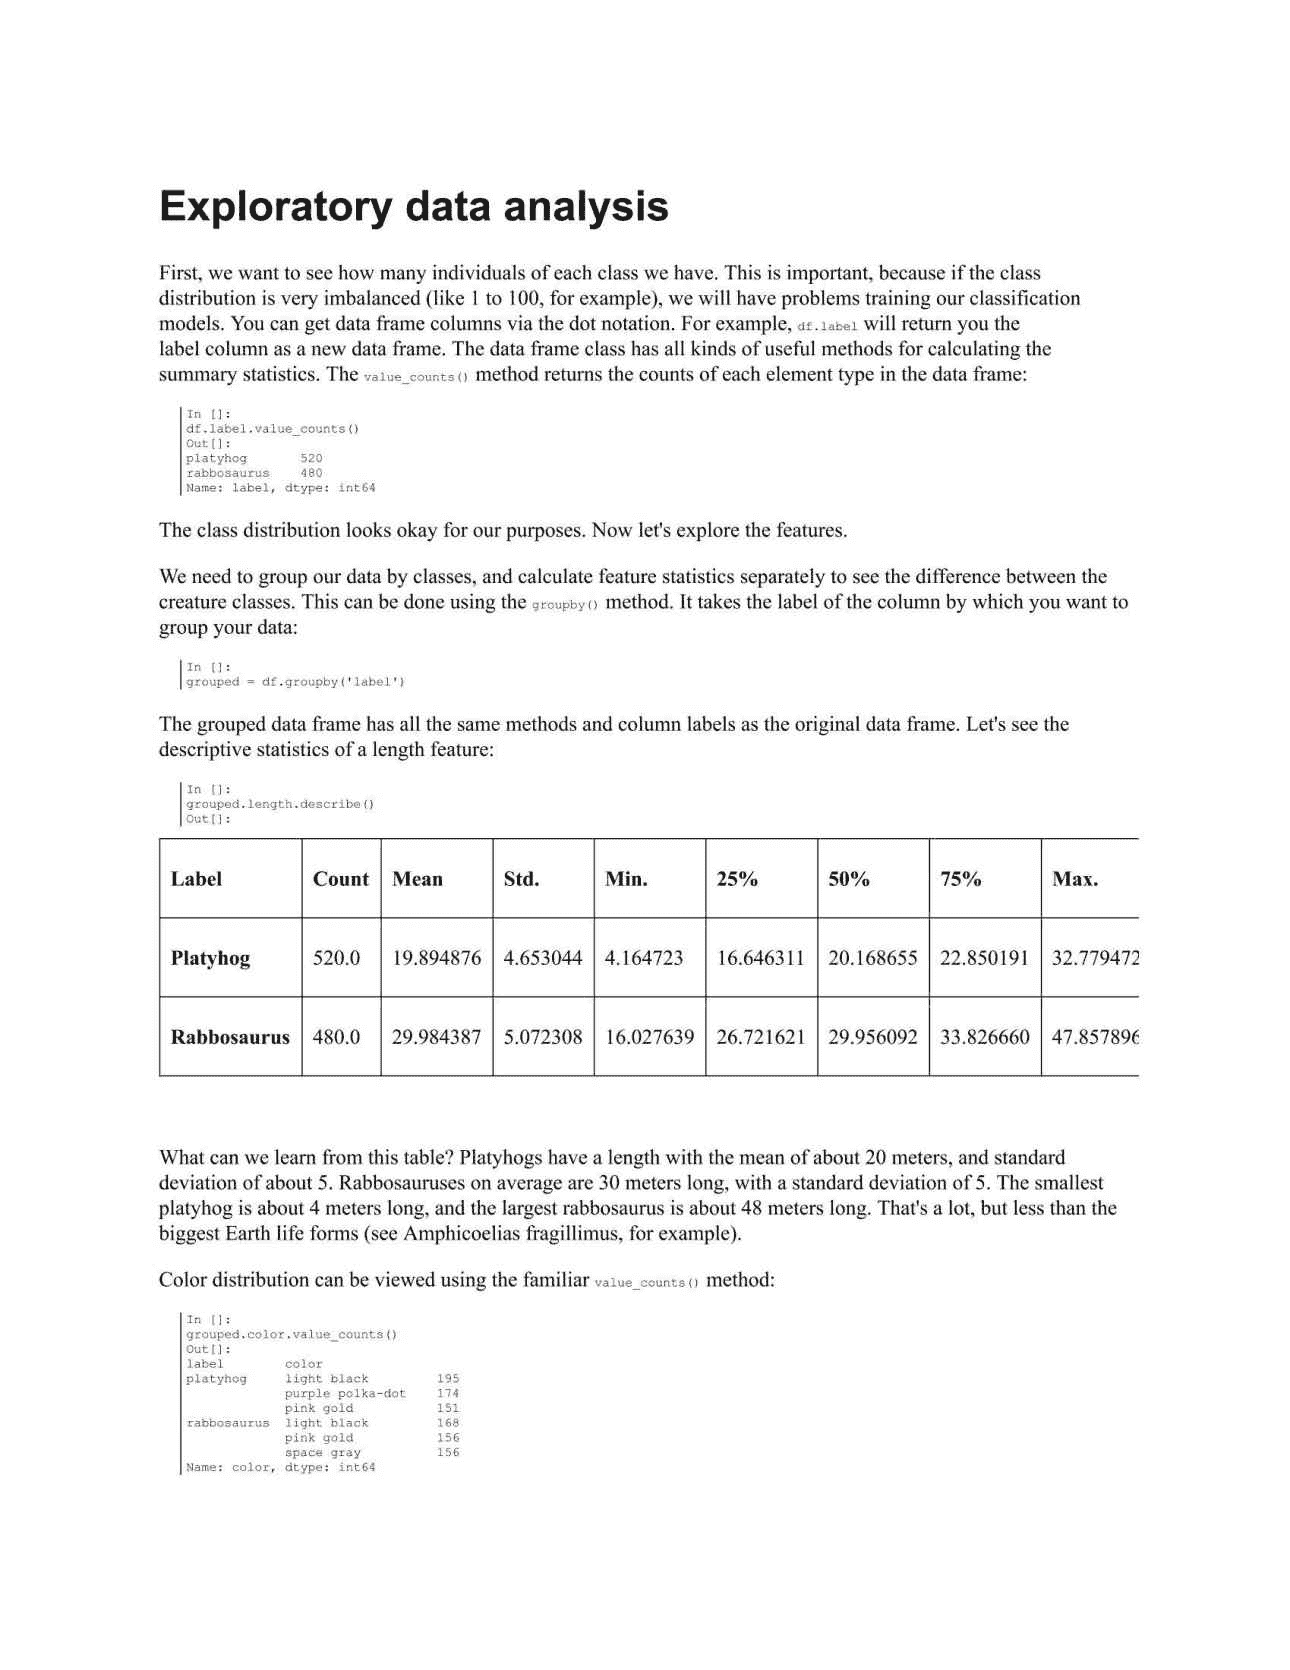 Exploratory data analysis
First, we want to see how many individuals of each class we have. This is important, because if the class
distribution is very imbalanced (like 1 to 100, for example), we will have problems training our classification
models. You can get data frame columns via the dot notation. For example, df.label will return you the
label column as a new data frame. The data frame class has all kinds of useful methods for calculating the
summary statistics. The value_counts() method returns the counts of each element type in the data frame:
In []:
df.label.value_counts()
Out[]:
platyhog 520
rabbosaurus 480
Name: label, dtype: int64
The class distribution looks okay for our purposes. Now let's explore the features.
We need to group our data by classes, and calculate feature statistics separately to see the difference between the
creature classes. This can be done using the groupby() method. It takes the label of the column by which you want to
group your data:
In []:
grouped = df.groupby('label')
The grouped data frame has all the same methods and column labels as the original data frame. Let's see the
descriptive statistics of a length feature:
In []:
grouped.length.describe()
Out[]:
Label Count Mean Std. Min. 25% 50% 75% Max.
Platyhog 520.0 19.894876 4.653044 4.164723 16.646311 20.168655 22.850191 32.779472
Rabbosaurus 480.0 29.984387 5.072308 16.027639 26.721621 29.956092 33.826660 47.857896
What can we learn from this table? Platyhogs have a length with the mean of about 20 meters, and standard
deviation of about 5. Rabbosauruses on average are 30 meters long, with a standard deviation of 5. The smallest
platyhog is about 4 meters long, and the largest rabbosaurus is about 48 meters long. That's a lot, but less than the
biggest Earth life forms (see Amphicoelias fragillimus, for example).
Color distribution can be viewed using the familiar value_counts() method:
In []:
grouped.color.value_counts()
Out[]:
label color
platyhog light black 195
purple polka-dot 174
pink gold 151
rabbosaurus light black 168
pink gold 156
space gray 156
Name: color, dtype: int64